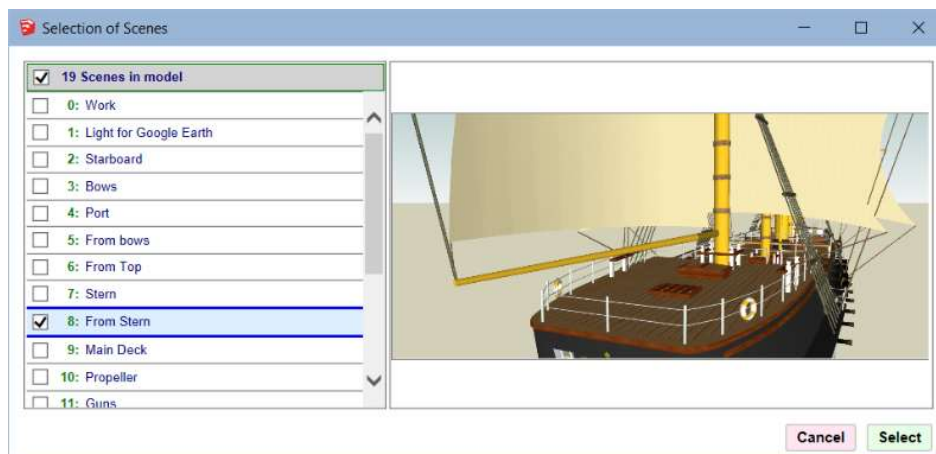 Selection of Scenes
19 Scenes in model
0: Work
1: Light for Google Earth
2: Starboard
3: Bows
4: Port
5: From bows
6: From Top
7: Stern
8: From Stern
9: Main Deck
10: Propeller
11: Guns
Cancel Select